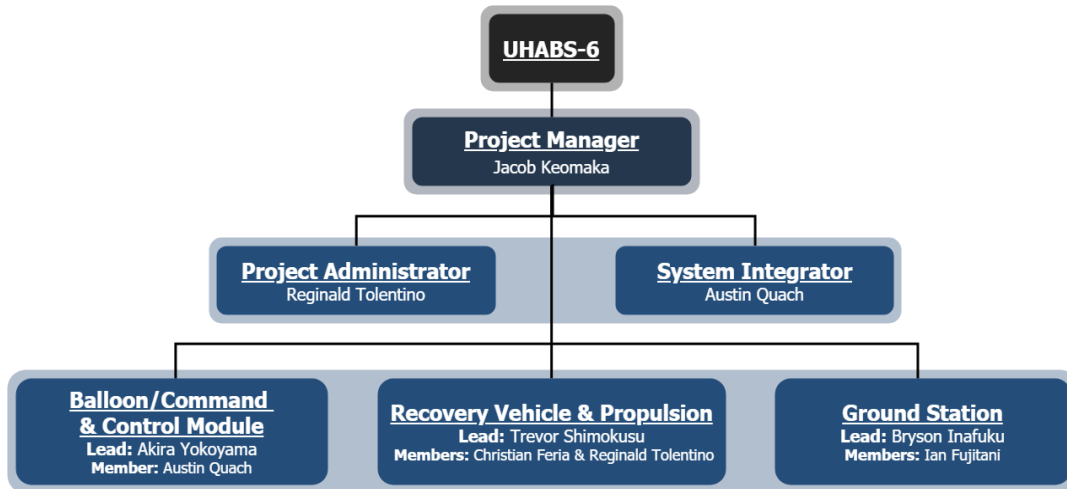 UHABS-6
Project Manager
Jacob Keomaka
Project Administrator
Reginald Tolentino
System Integrator
Austin Quach
Balloon/Command
& Control Module
Lead: Akira Yokoyama
Member: Austin Quach
Recovery Vehicle & Propulsion
Lead: Trevor Shimokusu
Members: Christian Feria & Reginald Tolentino
Ground Station
Lead: Bryson Inafuku
Members: Ian Fujitani